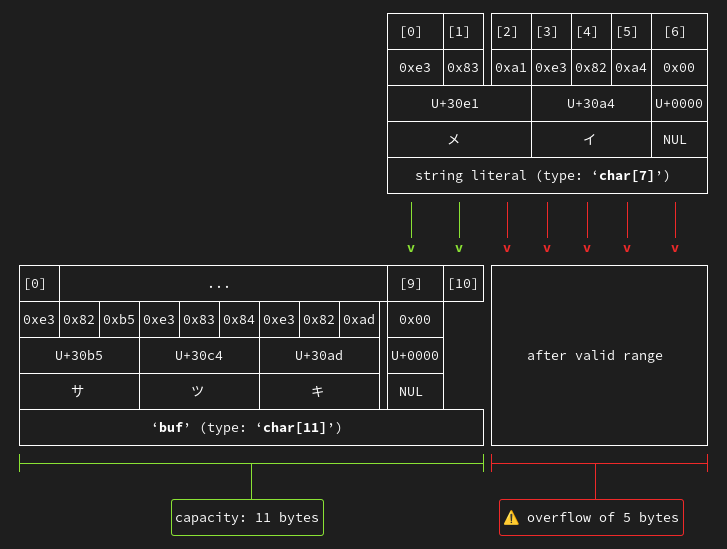 [0] [1] [2] [3] [4] [5] [6]
0xe3 0x83 0xa1 0xe3 0x82 0xa4 0x00
U+30e1 U+30a4 U+0000
メ イ NUL
string literal (type: ‘char[7]’)
v v v v v v v
[0] ... [9] [10]
0xe3 0x82 0xb5 0xe3 0x83 0x84 0xe3 0x82 0xad 0x00
U+30b5 U+30c4 U+30ad U+0000 after valid range
サ ツ キ NUL
‘buf’ (type: ‘char[11]’)
capacity: 11 bytes ⚠️ overflow of 5 bytes